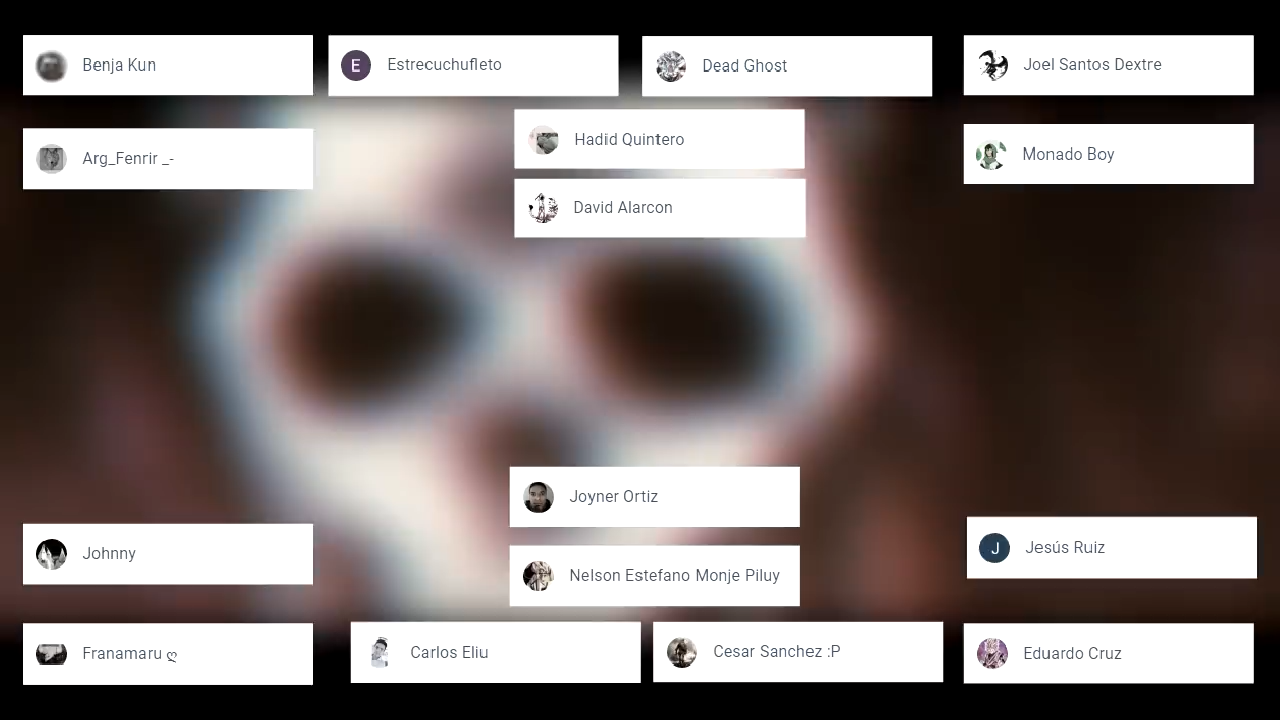 Benja Kun
E
Estrecuchufleto
Dead Ghost
Joel Santos Dextre
Hadid Quintero
Arg_Fenrir _-
Monado Boy
David Alarcon
Joyner Ortiz
Johnny
J
Jesús Ruiz
Nelson Estefano Monje Piluy
Franamaru ღ
Carlos Eliu
Cesar Sanchez :P
Eduardo Cruz